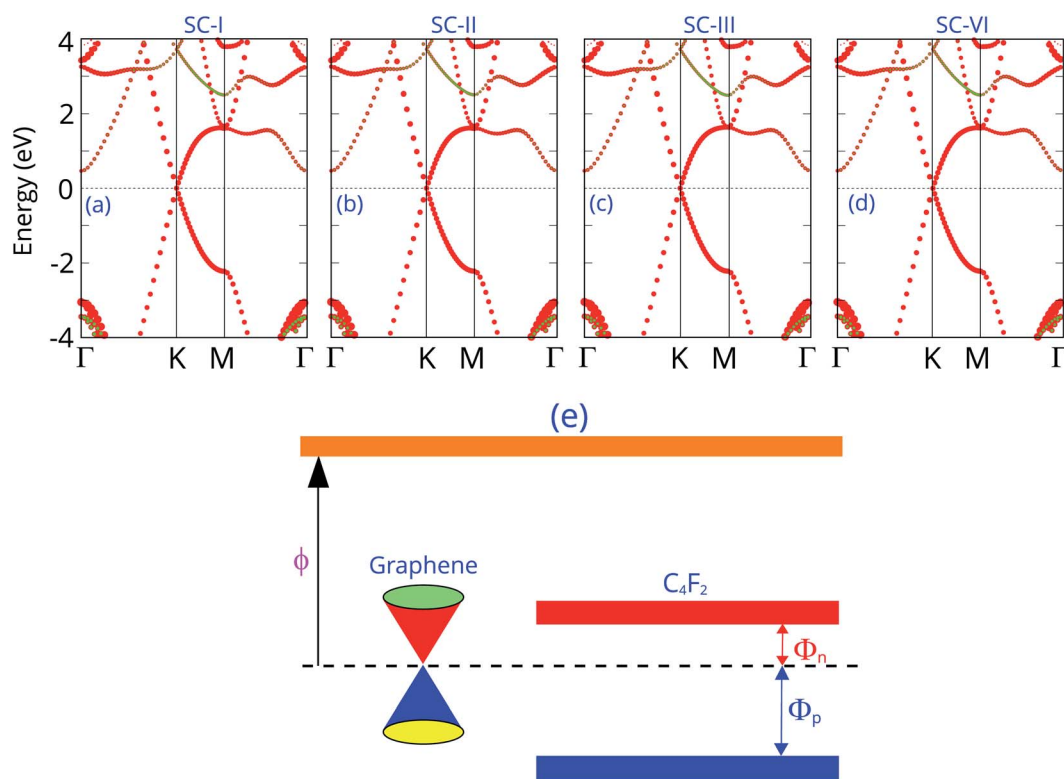 SC-I SC-II SC-III SC-VI
4
2
0
-2
-4
Energy (eV)
(a) (b) (c) (d)
Γ K M Γ Γ K M Γ Γ K M Γ Γ K M Γ
(e)
ϕ
Graphene
C₄F₂
Φₙ
Φₚ